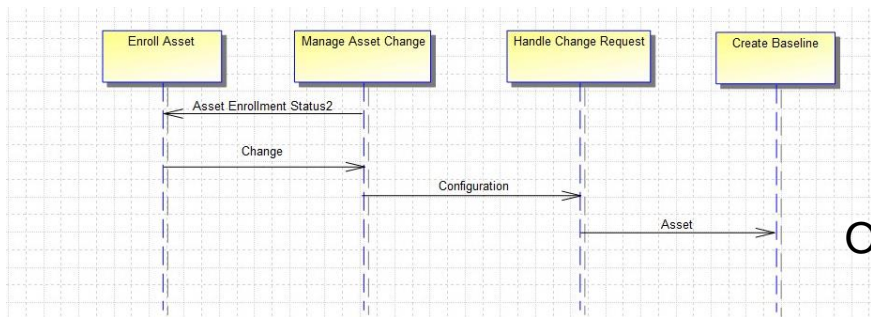 Enroll Asset
Manage Asset Change
Handle Change Request
Create Baseline
Asset Enrollment Status2
Change
Configuration
Asset
O